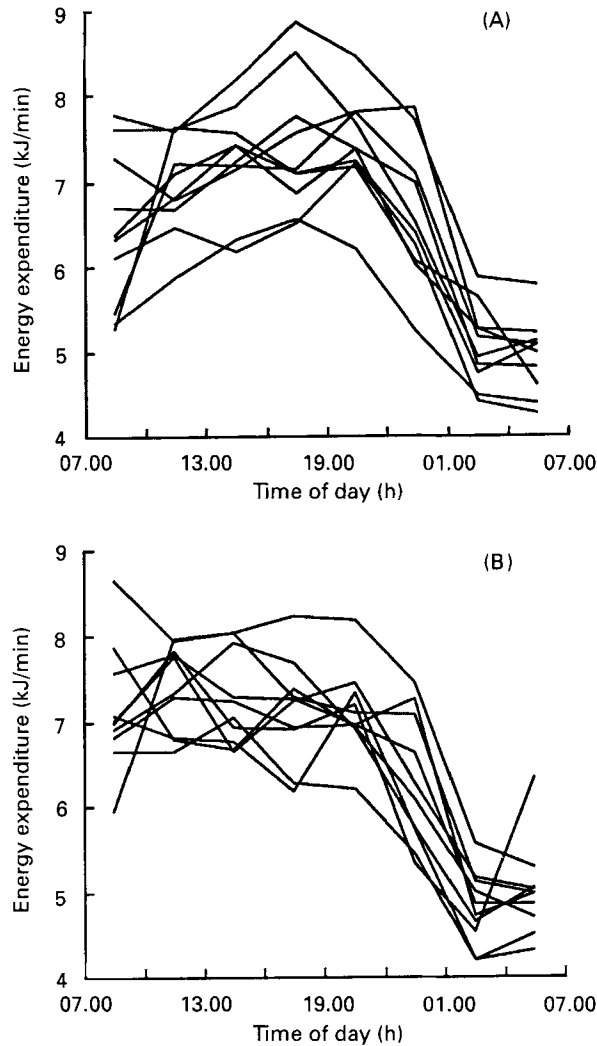 (A)
9
8
7
6
5
4
Energy expenditure (kJ/min)
07.00 13.00 19.00 01.00 07.00
Time of day (h)
(B)
9
8
7
6
5
4
Energy expenditure (kJ/min)
07.00 13.00 19.00 01.00 07.00
Time of day (h)